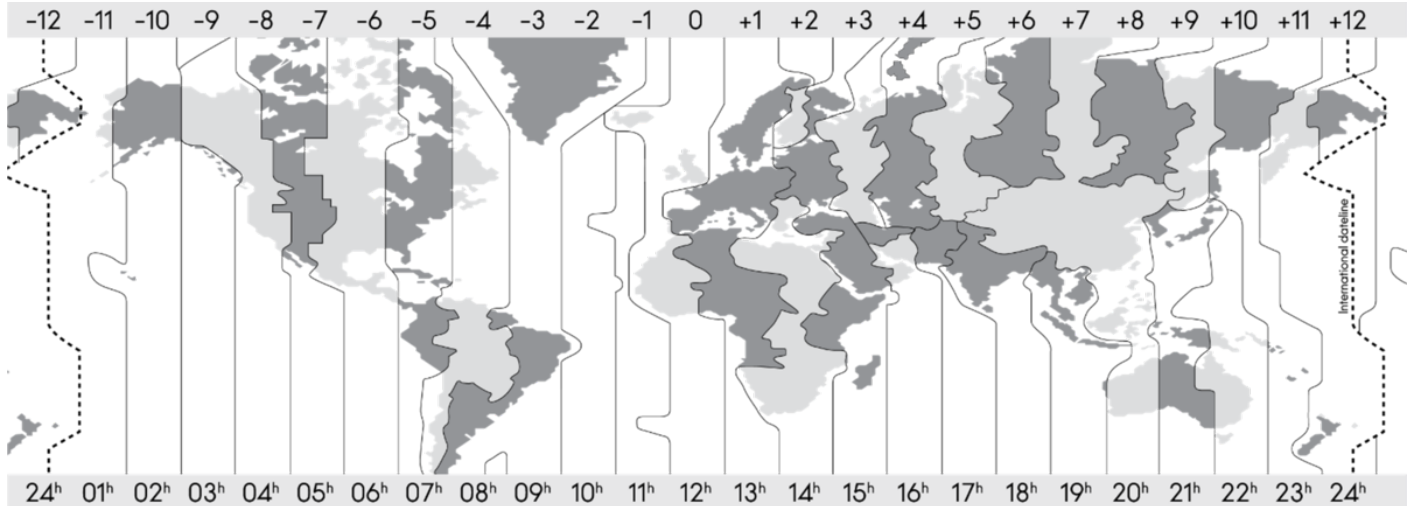 −12 −11 −10 −9 −8 −7 −6 −5 −4 −3 −2 −1 0 +1 +2 +3 +4 +5 +6 +7 +8 +9 +10 +11 +12
International dateline
24h 01h 02h 03h 04h 05h 06h 07h 08h 09h 10h 11h 12h 13h 14h 15h 16h 17h 18h 19h 20h 21h 22h 23h 24h